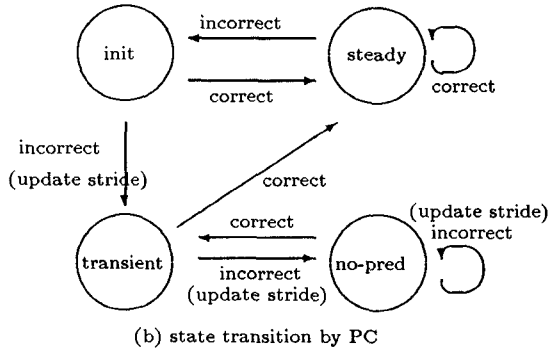 incorrect
init
steady
correct
correct
incorrect
(update stride)
correct
(update stride)
incorrect
correct
transient
no-pred
incorrect
(update stride)
(b) state transition by PC